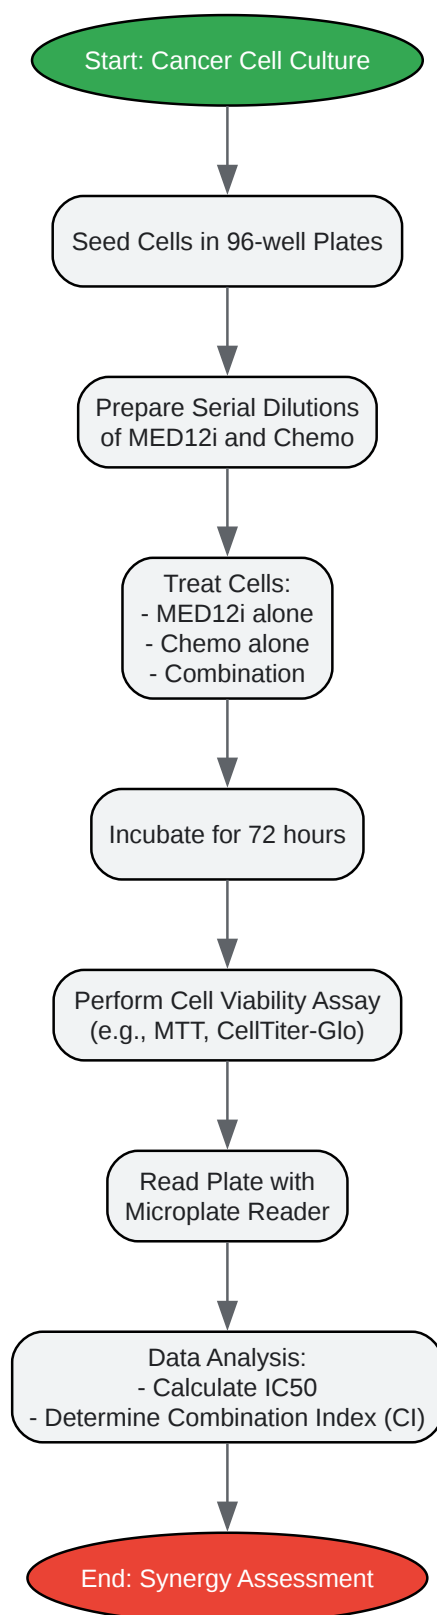 Start: Cancer Cell Culture
Seed Cells in 96-well Plates
Prepare Serial Dilutions
of MED12i and Chemo
Treat Cells:
- MED12i alone
- Chemo alone
- Combination
Incubate for 72 hours
Perform Cell Viability Assay
(e.g., MTT, CellTiter-Glo)
Read Plate with
Microplate Reader
Data Analysis:
- Calculate IC50
- Determine Combination Index (CI)
End: Synergy Assessment